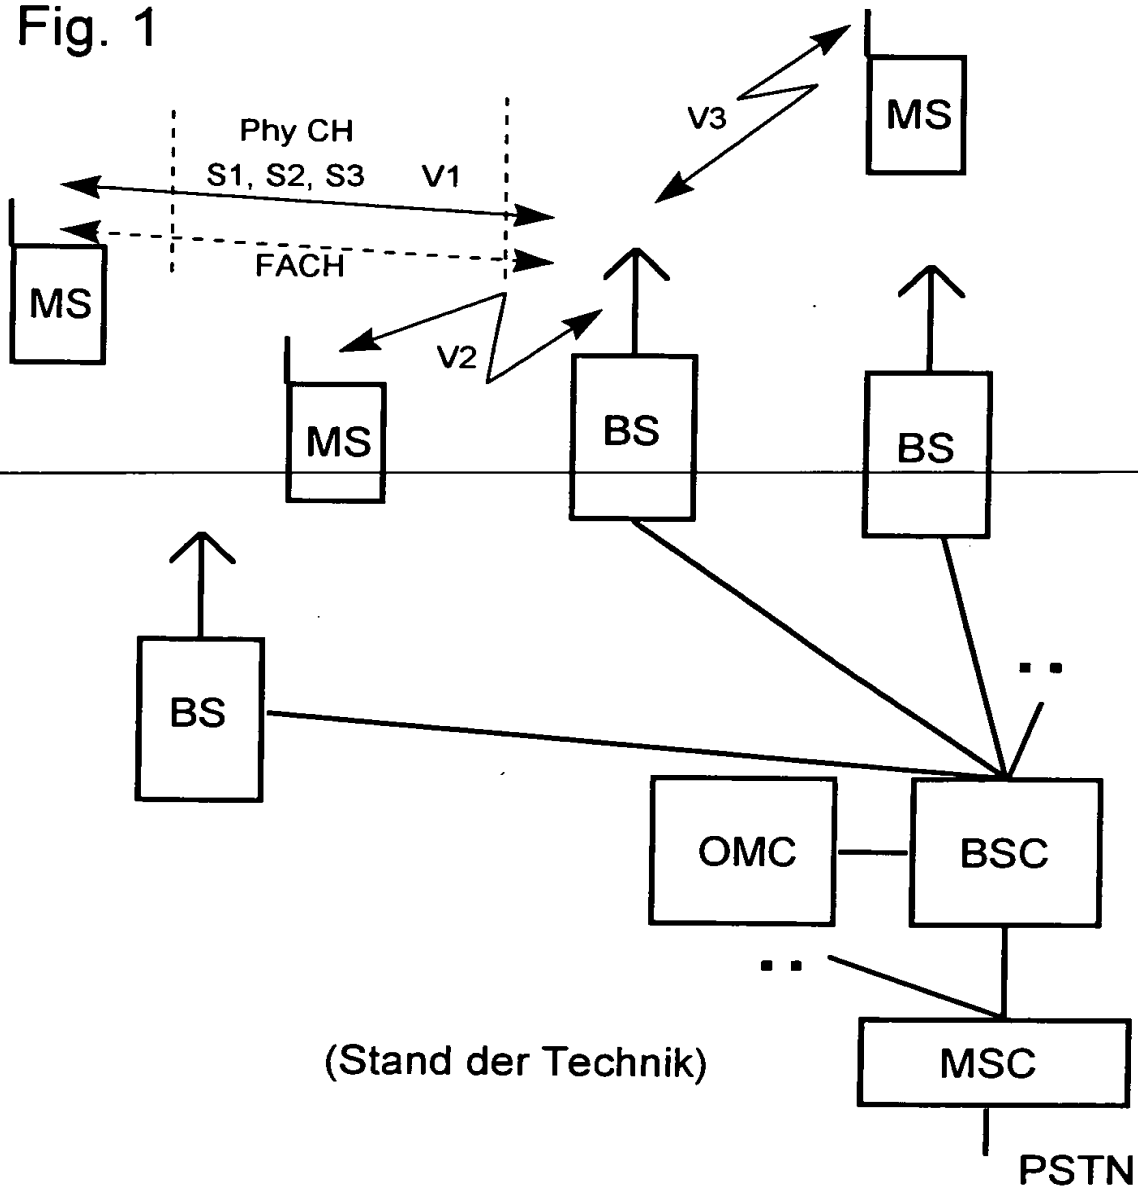 Fig. 1
MS
Phy CH
V3
S1, S2, S3 V1
FACH
MS
V2
BS
MS
BS
BS
OMC
BSC
(Stand der Technik)
MSC
PSTN